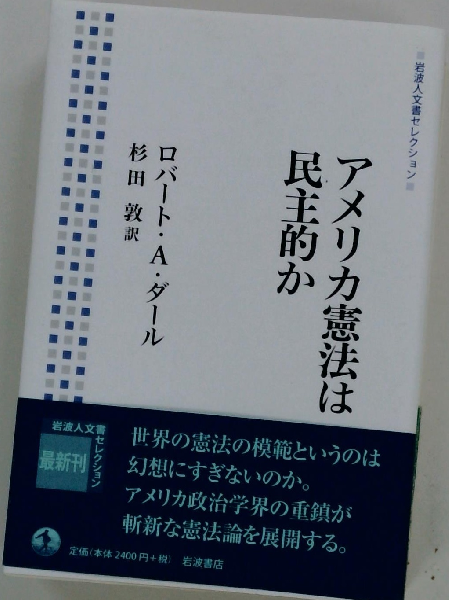 岩波人文書セレクション
アメリカ憲法は
民主的か
ロバート・A・ダール
杉田 敦 訳
岩波人文書
セレクション
最新刊
世界の憲法の模範というのは
幻想にすぎないのか。
アメリカ政治学界の重鎮が
斬新な憲法論を展開する。
定価(本体2400円+税) 岩波書店